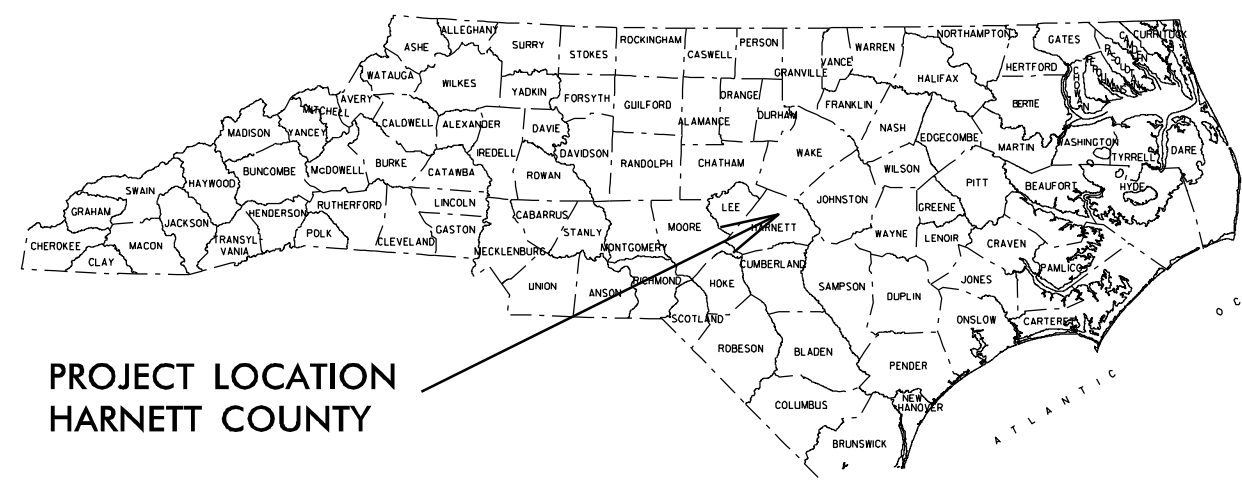 ALLEGHANY
ASHE
SURRY
STOKES
ROCKINGHAM
CASWELL
PERSON
GRANVILLE
VANCE
WARREN
NORTHAMPTON
GATES
CAMDEN
CURRITUCK
PASQUOTANK
PERQUIMANS
CHOWAN
HERTFORD
HALIFAX
BERTIE
WATAUGA
WILKES
YADKIN
FORSYTH
GUILFORD
ALAMANCE
ORANGE
DURHAM
FRANKLIN
NASH
EDGECOMBE
MARTIN
WASHINGTON
TYRRELL
DARE
MITCHELL
AVERY
CALDWELL
ALEXANDER
IREDELL
DAVIE
DAVIDSON
RANDOLPH
CHATHAM
WAKE
WILSON
PITT
BEAUFORT
HYDE
MADISON
YANCEY
BUNCOMBE
McDOWELL
BURKE
CATAWBA
ROWAN
LEE
JOHNSTON
GREENE
SWAIN
HAYWOOD
GRAHAM
JACKSON
HENDERSON
RUTHERFORD
LINCOLN
CABARRUS
STANLY
MOORE
HARNETT
WAYNE
LENOIR
CRAVEN
PAMLICO
CHEROKEE
CLAY
MACON
TRANSYL-
VANIA
POLK
CLEVELAND
GASTON
MECKLENBURG
MONTGOMERY
CUMBERLAND
UNION
ANSON
RICHMOND
HOKE
SCOTLAND
SAMPSON
DUPLIN
JONES
ONSLOW
CARTERET
ROBESON
BLADEN
PENDER
COLUMBUS
NEW
HANOVER
BRUNSWICK
ATLANTIC
OC
PROJECT LOCATION
HARNETT COUNTY